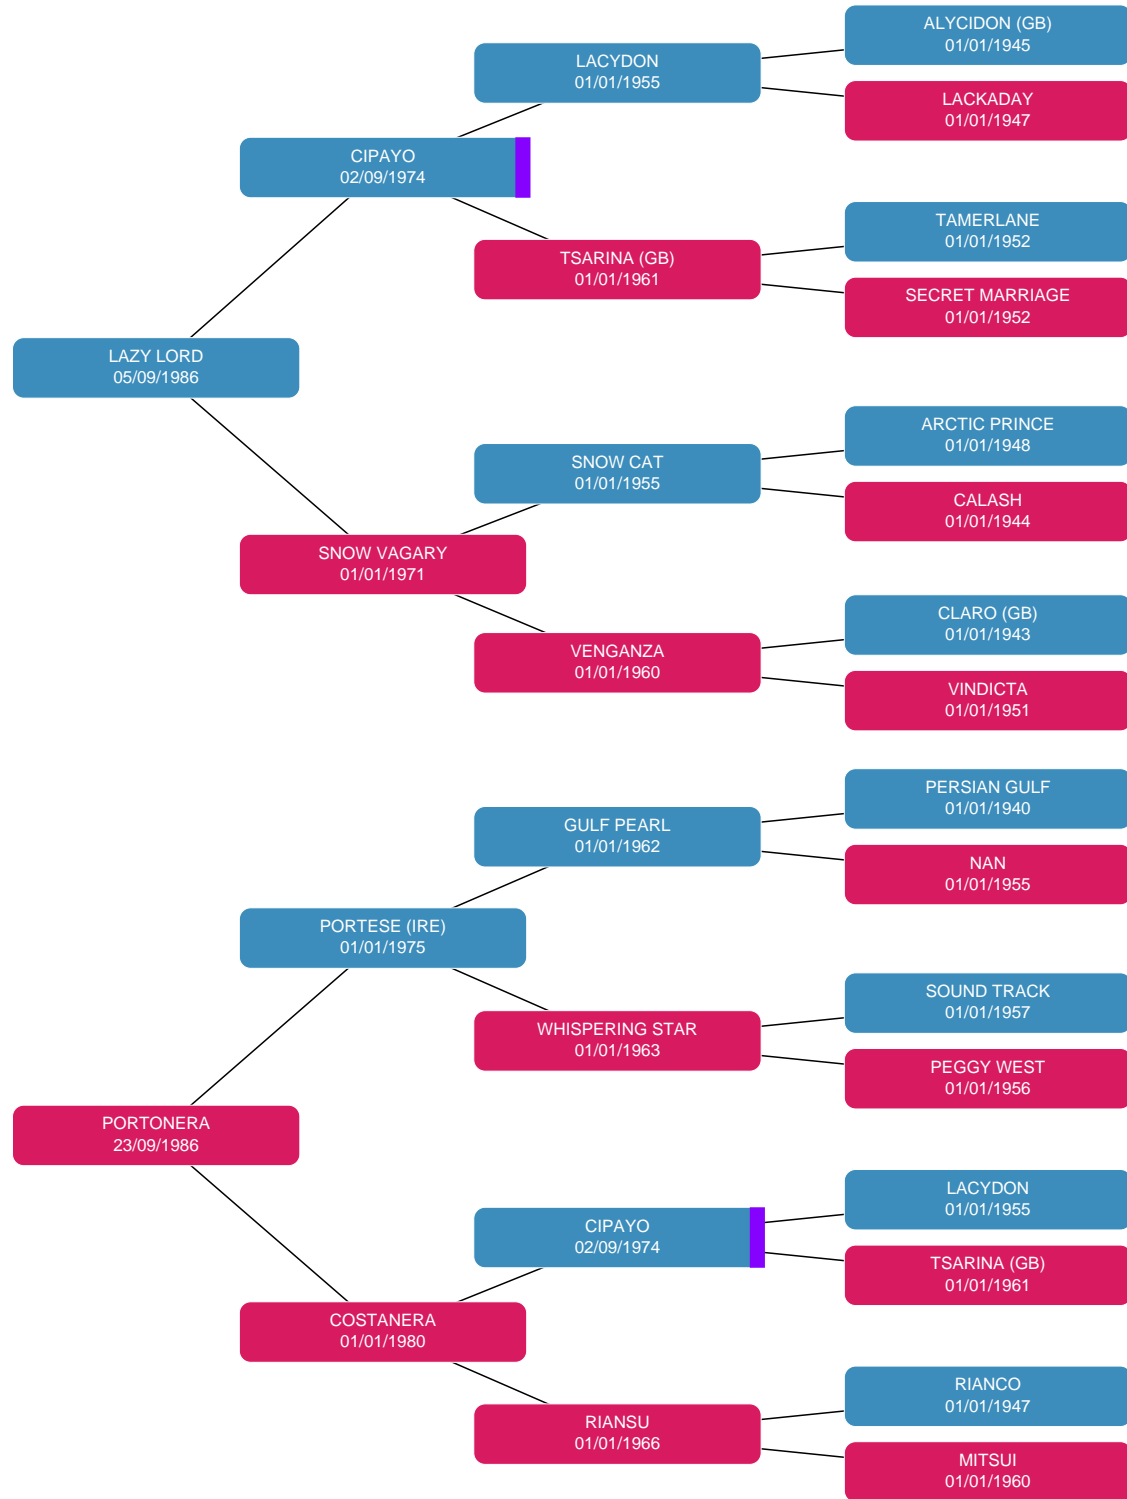 ALYCIDON (GB)
01/01/1945
LACYDON
01/01/1955
LACKADAY
01/01/1947
CIPAYO
02/09/1974
TAMERLANE
01/01/1952
TSARINA (GB)
01/01/1961
SECRET MARRIAGE
01/01/1952
LAZY LORD
05/09/1986
ARCTIC PRINCE
01/01/1948
SNOW CAT
01/01/1955
CALASH
01/01/1944
SNOW VAGARY
01/01/1971
CLARO (GB)
01/01/1943
VENGANZA
01/01/1960
VINDICTA
01/01/1951
PERSIAN GULF
01/01/1940
GULF PEARL
01/01/1962
NAN
01/01/1955
PORTESE (IRE)
01/01/1975
SOUND TRACK
01/01/1957
WHISPERING STAR
01/01/1963
PEGGY WEST
01/01/1956
PORTONERA
23/09/1986
LACYDON
01/01/1955
CIPAYO
02/09/1974
TSARINA (GB)
01/01/1961
COSTANERA
01/01/1980
RIANCO
01/01/1947
RIANSU
01/01/1966
MITSUI
01/01/1960